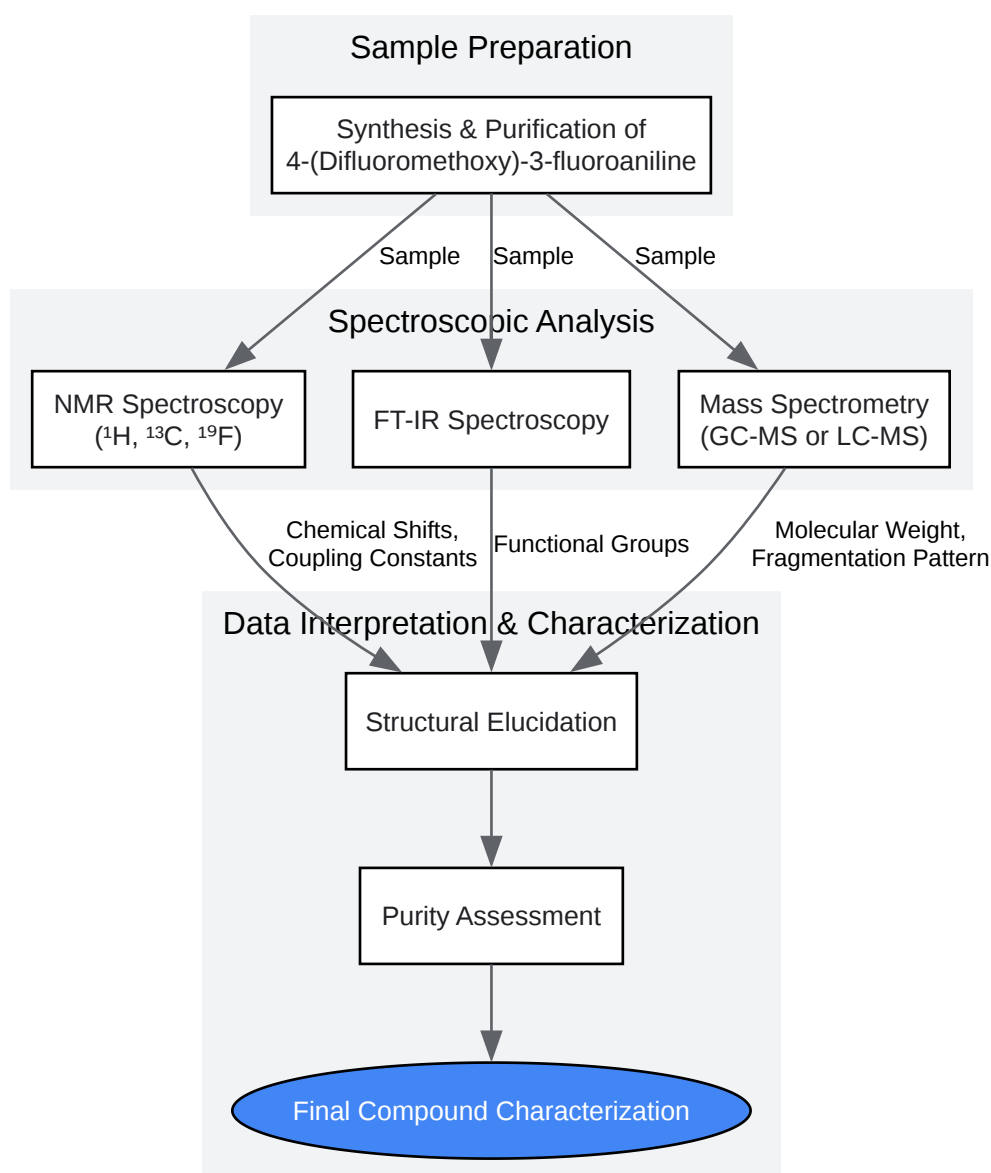 Sample Preparation
Synthesis & Purification of
4-(Difluoromethoxy)-3-fluoroaniline
Sample
Sample
Sample
Spectroscopic Analysis
NMR Spectroscopy
(¹H, ¹³C, ¹⁹F)
FT-IR Spectroscopy
Mass Spectrometry
(GC-MS or LC-MS)
Chemical Shifts,
Coupling Constants
Functional Groups
Molecular Weight,
Fragmentation Pattern
Data Interpretation & Characterization
Structural Elucidation
Purity Assessment
Final Compound Characterization